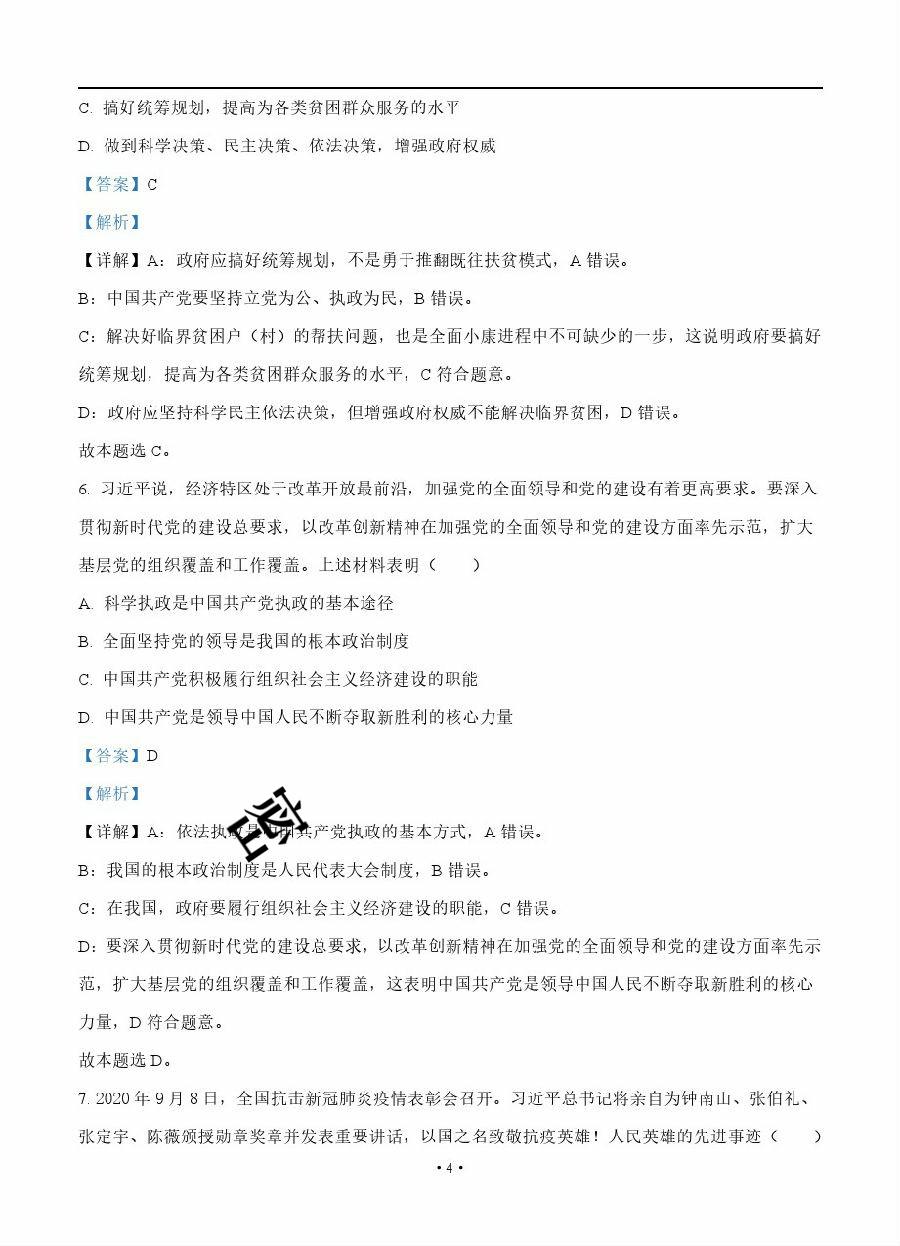 C. 搞好统筹规划，提高为各类贫困群众服务的水平
D. 做到科学决策、民主决策、依法决策，增强政府权威
【答案】C
【解析】
【详解】A：政府应搞好统筹规划，不是勇于推翻既往扶贫模式，A 错误。
B：中国共产党要坚持立党为公、执政为民，B 错误。
C：解决好临界贫困户（村）的帮扶问题，也是全面小康进程中不可缺少的一步，这说明政府要搞好
统筹规划，提高为各类贫困群众服务的水平，C 符合题意。
D：政府应坚持科学民主依法决策，但增强政府权威不能解决临界贫困，D 错误。
故本题选 C。
6. 习近平说，经济特区处于改革开放最前沿，加强党的全面领导和党的建设有着更高要求。要深入
贯彻新时代党的建设总要求，以改革创新精神在加强党的全面领导和党的建设方面率先示范，扩大
基层党的组织覆盖和工作覆盖。上述材料表明（　　）
A. 科学执政是中国共产党执政的基本途径
B. 全面坚持党的领导是我国的根本政治制度
C. 中国共产党积极履行组织社会主义经济建设的职能
D. 中国共产党是领导中国人民不断夺取新胜利的核心力量
【答案】D
【解析】
密
【详解】A：依法执政是中国共产党执政的基本方式，A 错误。
B：我国的根本政治制度是人民代表大会制度，B 错误。
C：在我国，政府要履行组织社会主义经济建设的职能，C 错误。
D：要深入贯彻新时代党的建设总要求，以改革创新精神在加强党的全面领导和党的建设方面率先示
范，扩大基层党的组织覆盖和工作覆盖，这表明中国共产党是领导中国人民不断夺取新胜利的核心
力量，D 符合题意。
故本题选 D。
7. 2020 年 9 月 8 日，全国抗击新冠肺炎疫情表彰会召开。习近平总书记将亲自为钟南山、张伯礼、
张定宇、陈薇颁授勋章奖章并发表重要讲话，以国之名致敬抗疫英雄！人民英雄的先进事迹（　　）
• 4 •